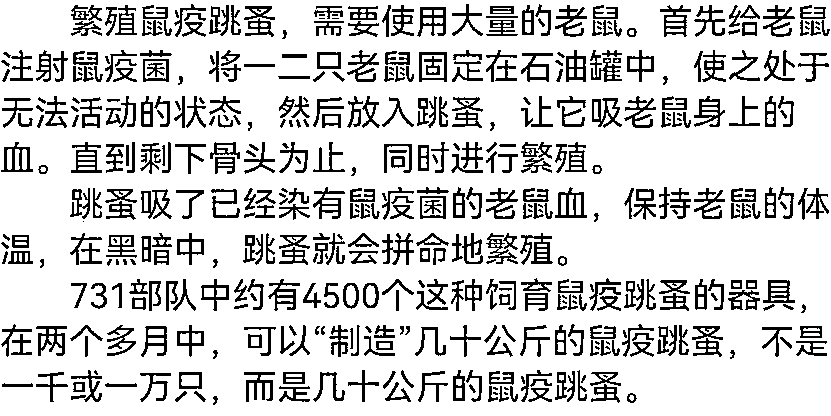 繁殖鼠疫跳蚤，需要使用大量的老鼠。首先给老鼠
注射鼠疫菌，将一二只老鼠固定在石油罐中，使之处于
无法活动的状态，然后放入跳蚤，让它吸老鼠身上的
血。直到剩下骨头为止，同时进行繁殖。
跳蚤吸了已经染有鼠疫菌的老鼠血，保持老鼠的体
温，在黑暗中，跳蚤就会拼命地繁殖。
731部队中约有4500个这种饲育鼠疫跳蚤的器具，
在两个多月中，可以“制造”几十公斤的鼠疫跳蚤，不是
一千或一万只，而是几十公斤的鼠疫跳蚤。